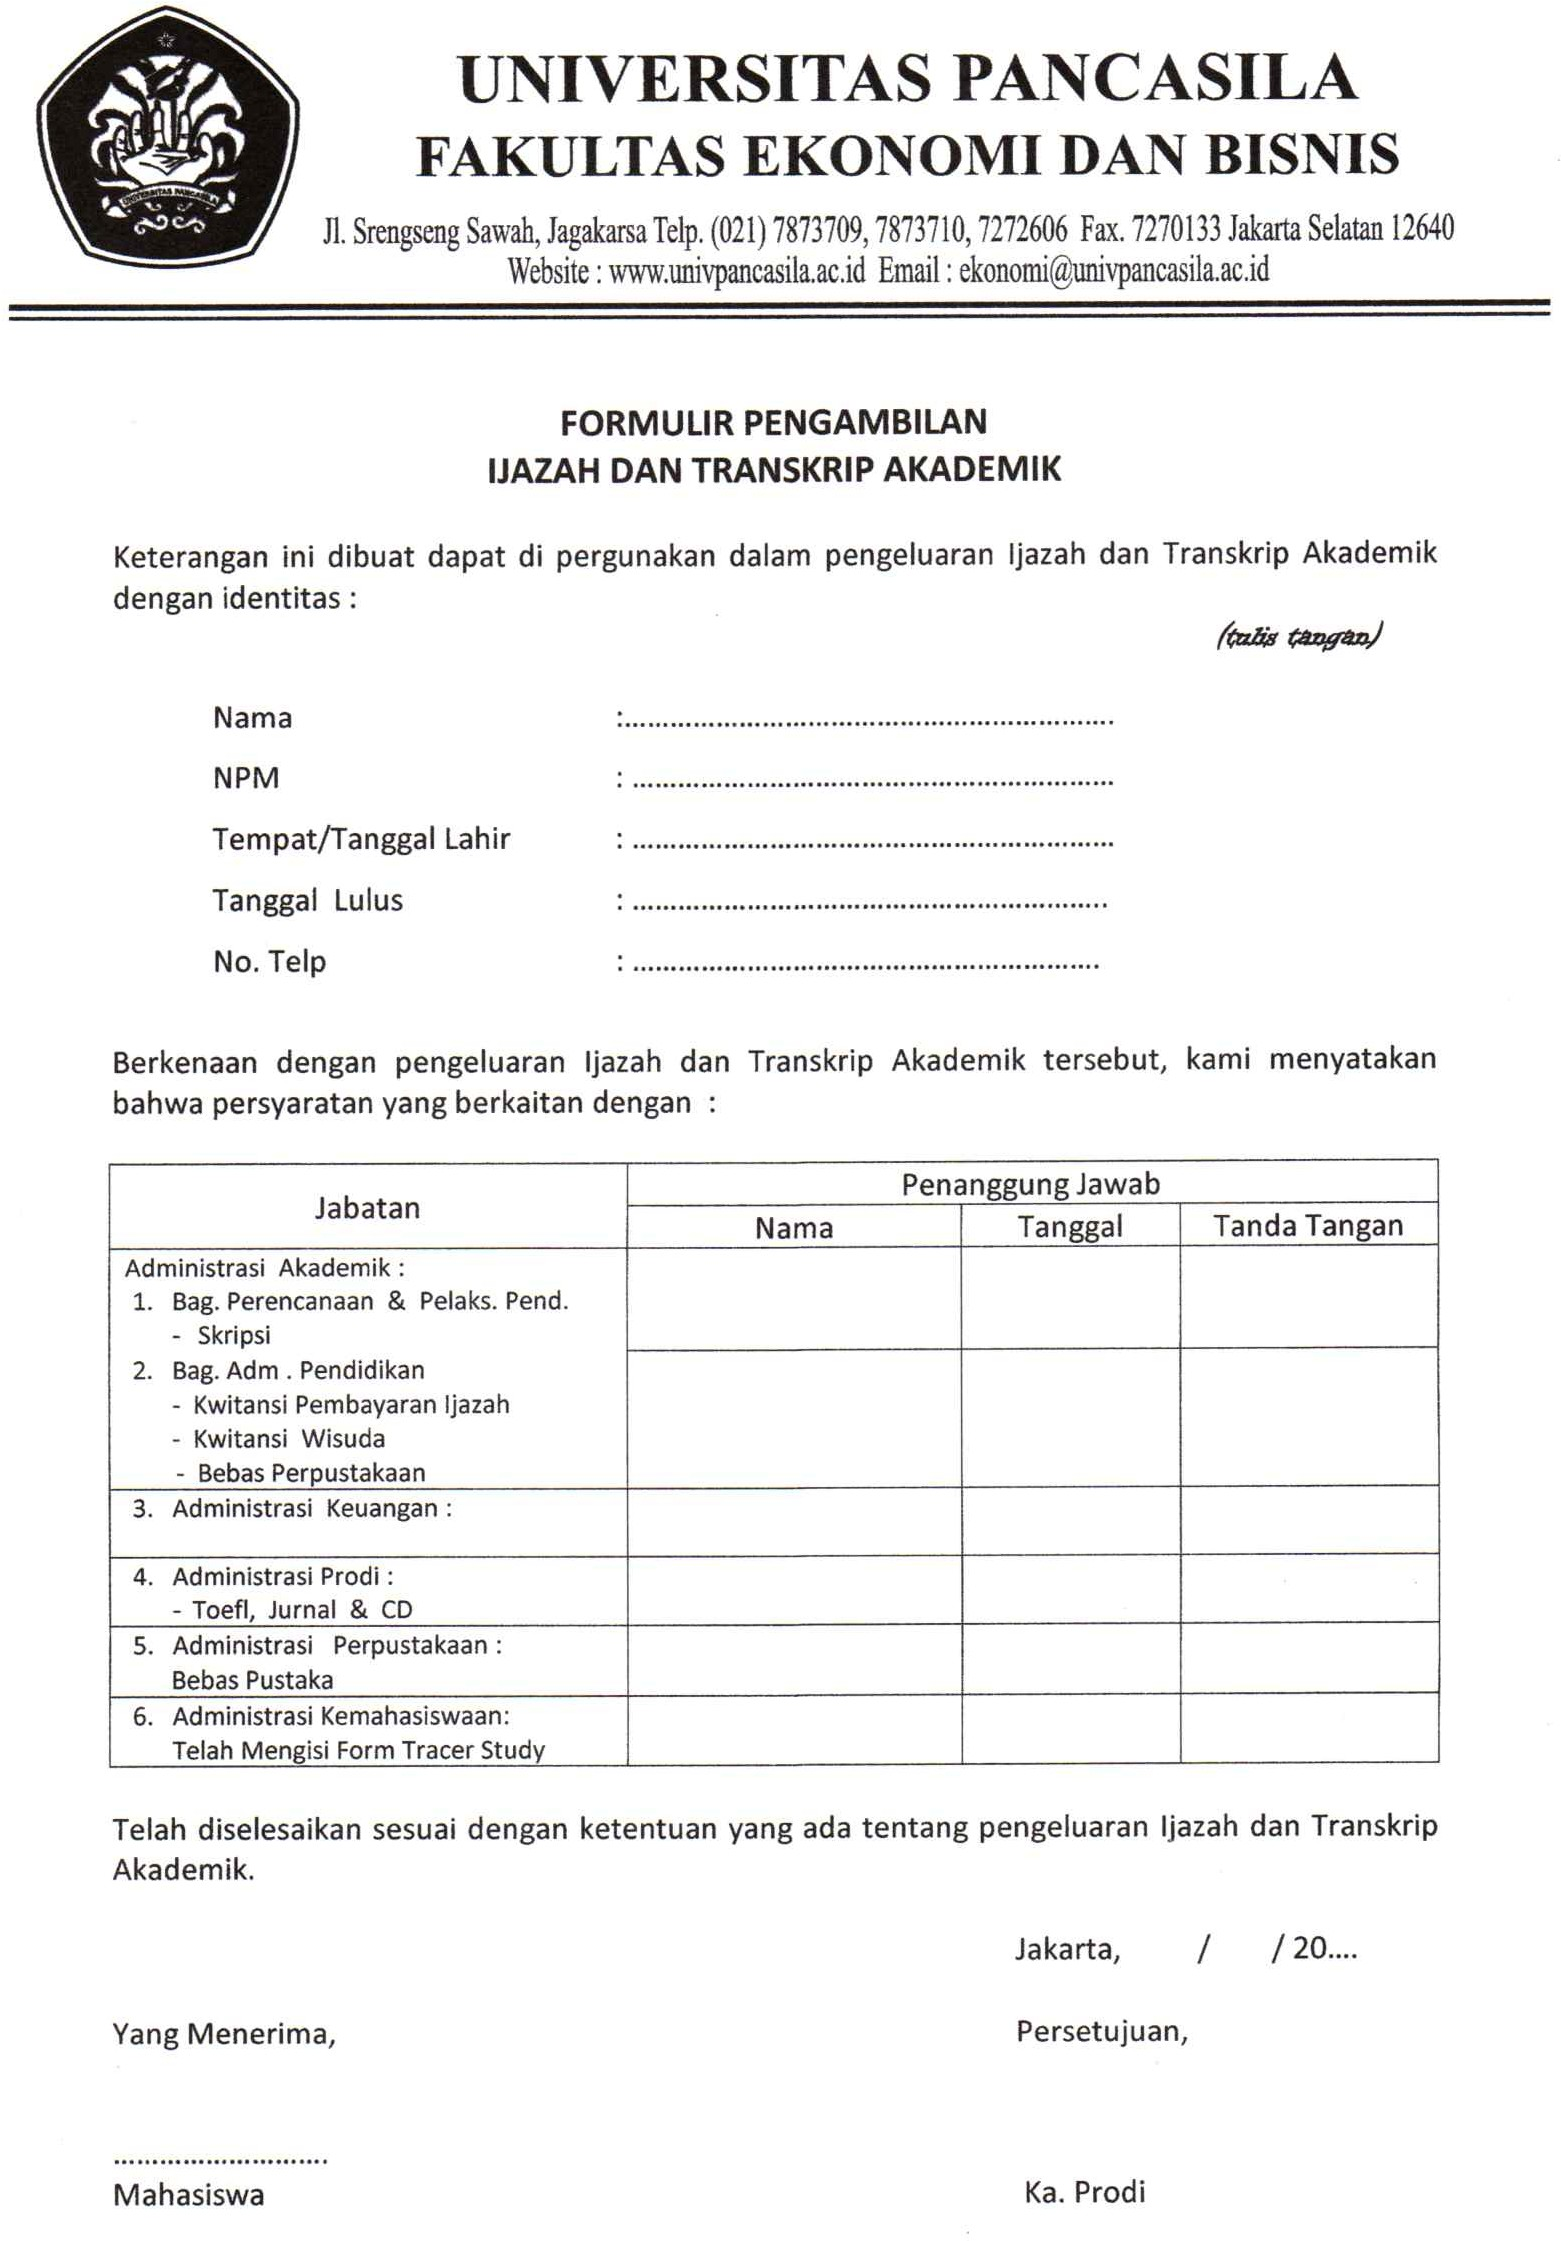 UNIVERSITAS PANCASILA
UNIVERSITAS PANCASILA
FAKULTAS EKONOMI DAN BISNIS
Jl. Srengseng Sawah, Jagakarsa Telp. (021) 7873709, 7873710, 7272606 Fax. 7270133 Jakarta Selatan 12640
Website : www.univpancasila.ac.id Email : ekonomi@univpancasila.ac.id
FORMULIR PENGAMBILAN
IJAZAH DAN TRANSKRIP AKADEMIK
Keterangan ini dibuat dapat di pergunakan dalam pengeluaran Ijazah dan Transkrip Akademik
dengan identitas :
(tulis tangan)
Nama :................................................................
NPM : ...............................................................
Tempat/Tanggal Lahir : ...............................................................
Tanggal Lulus : ..............................................................
No. Telp : .............................................................
Berkenaan dengan pengeluaran Ijazah dan Transkrip Akademik tersebut, kami menyatakan
bahwa persyaratan yang berkaitan dengan :
Jabatan Penanggung Jawab
Nama Tanggal Tanda Tangan
Administrasi Akademik :
1. Bag. Perencanaan & Pelaks. Pend.
- Skripsi
2. Bag. Adm . Pendidikan
- Kwitansi Pembayaran Ijazah
- Kwitansi Wisuda
- Bebas Perpustakaan
3. Administrasi Keuangan :
4. Administrasi Prodi :
- Toefl, Jurnal & CD
5. Administrasi Perpustakaan :
Bebas Pustaka
6. Administrasi Kemahasiswaan:
Telah Mengisi Form Tracer Study
Telah diselesaikan sesuai dengan ketentuan yang ada tentang pengeluaran Ijazah dan Transkrip
Akademik.
Jakarta, / / 20....
Yang Menerima, Persetujuan,
............................
Mahasiswa Ka. Prodi